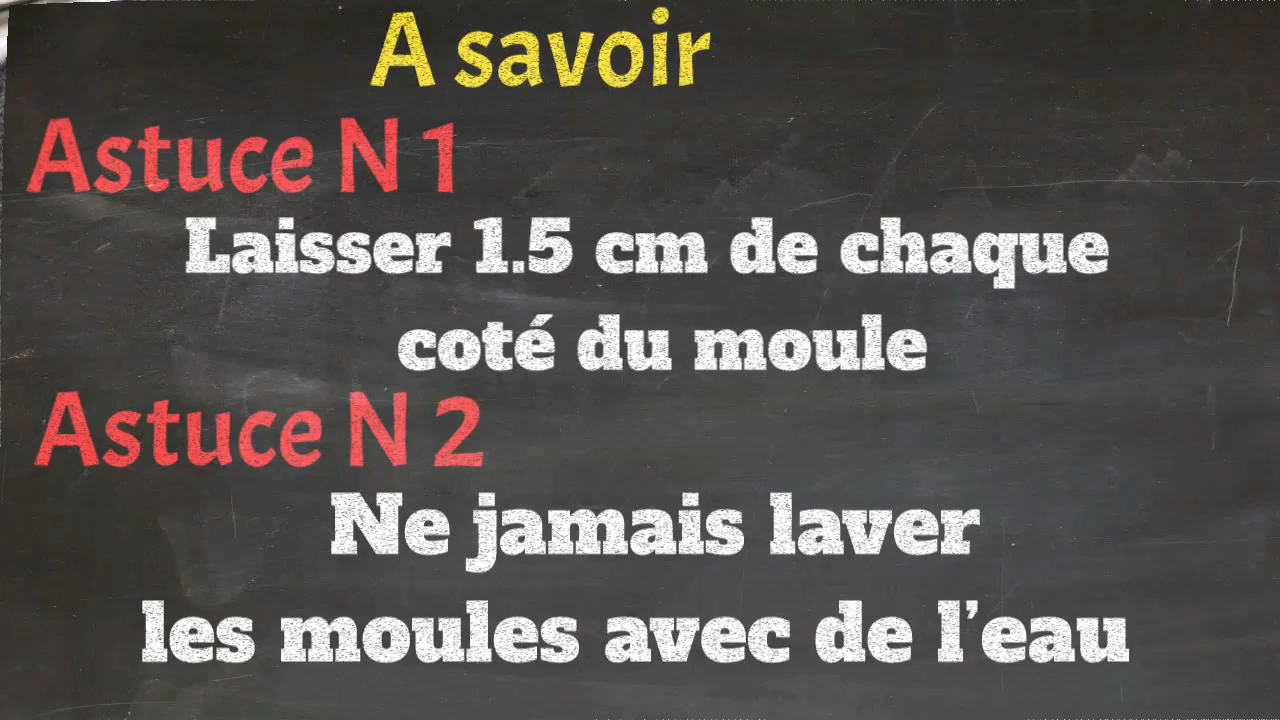 A savoir
Astuce N 1
Laisser 1.5 cm de chaque
coté du moule
Astuce N 2
Ne jamais laver
les moules avec de l'eau